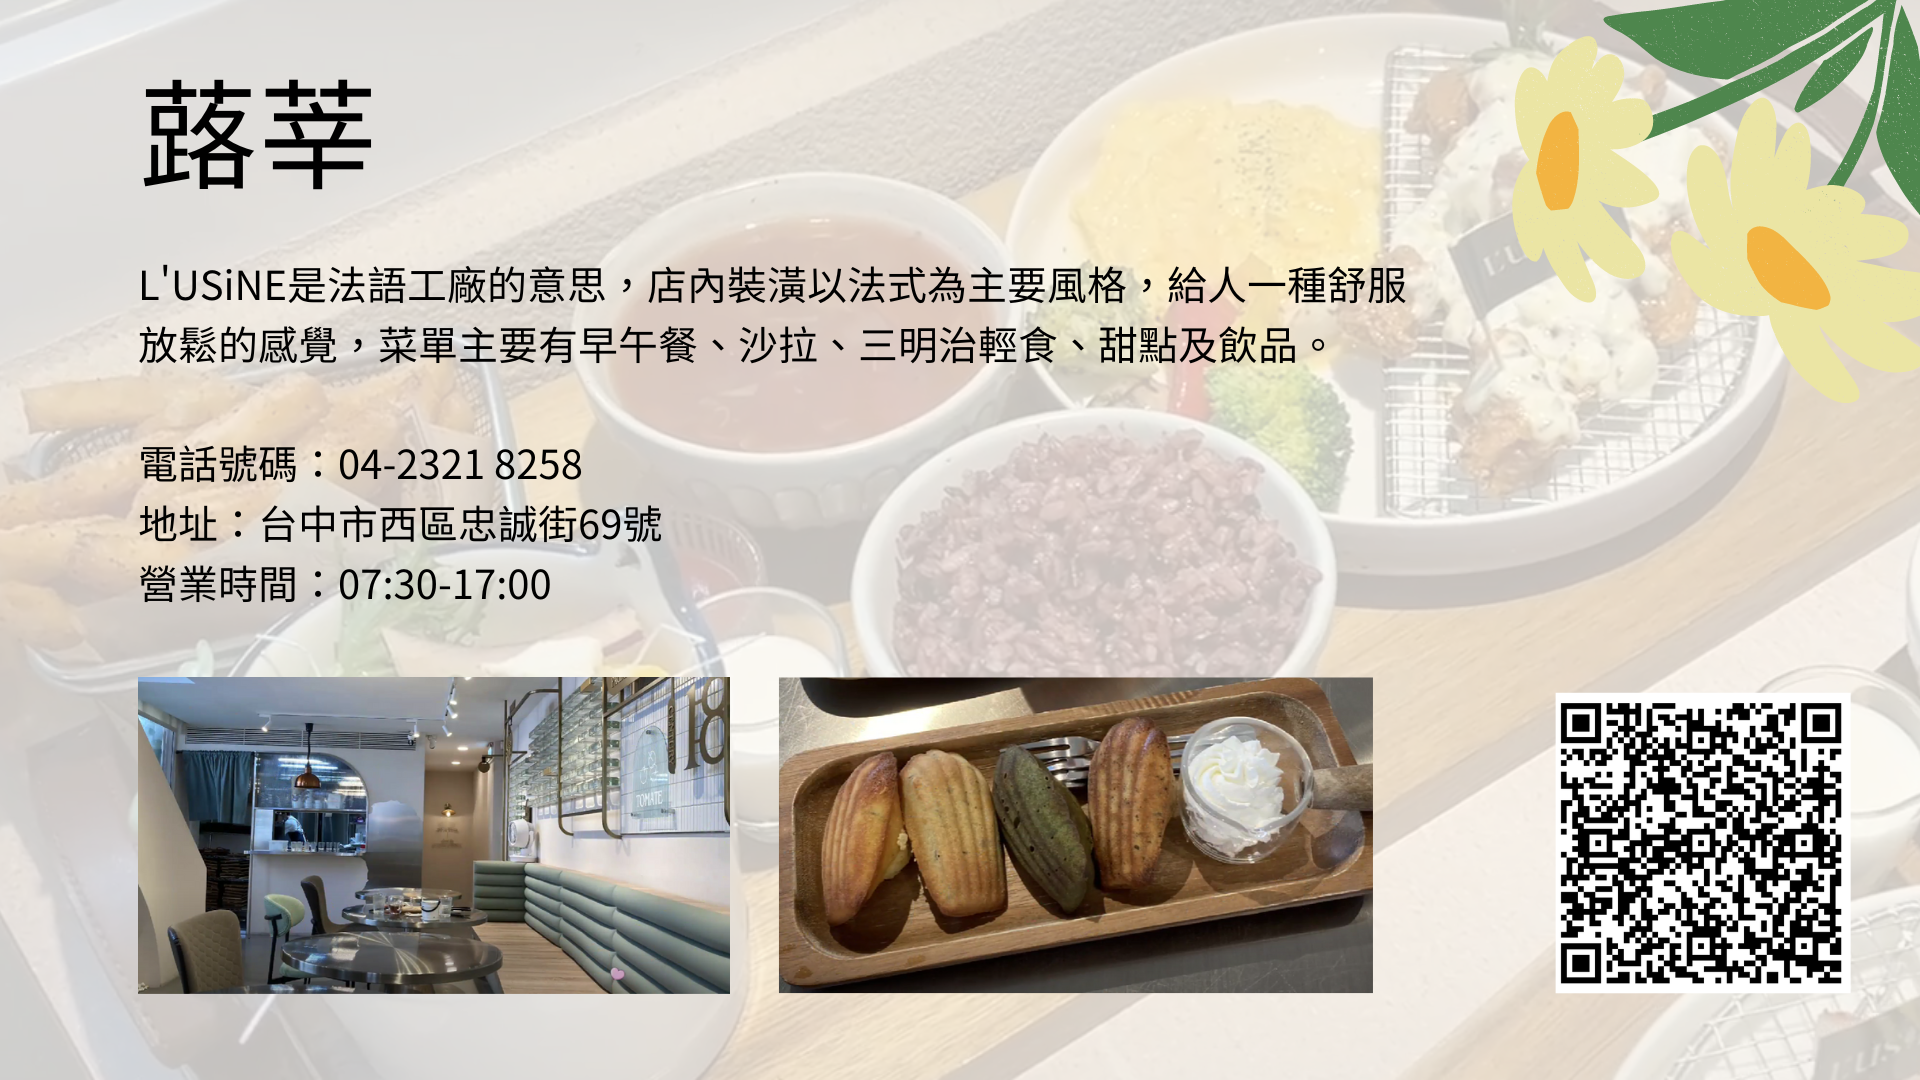 蕗莘
L'USiNE是法語工廠的意思，店內裝潢以法式為主要風格，給人一種舒服
放鬆的感覺，菜單主要有早午餐、沙拉、三明治輕食、甜點及飲品。
電話號碼：04-2321 8258
地址：台中市西區忠誠街69號
營業時間：07:30-17:00
TOMATE
18